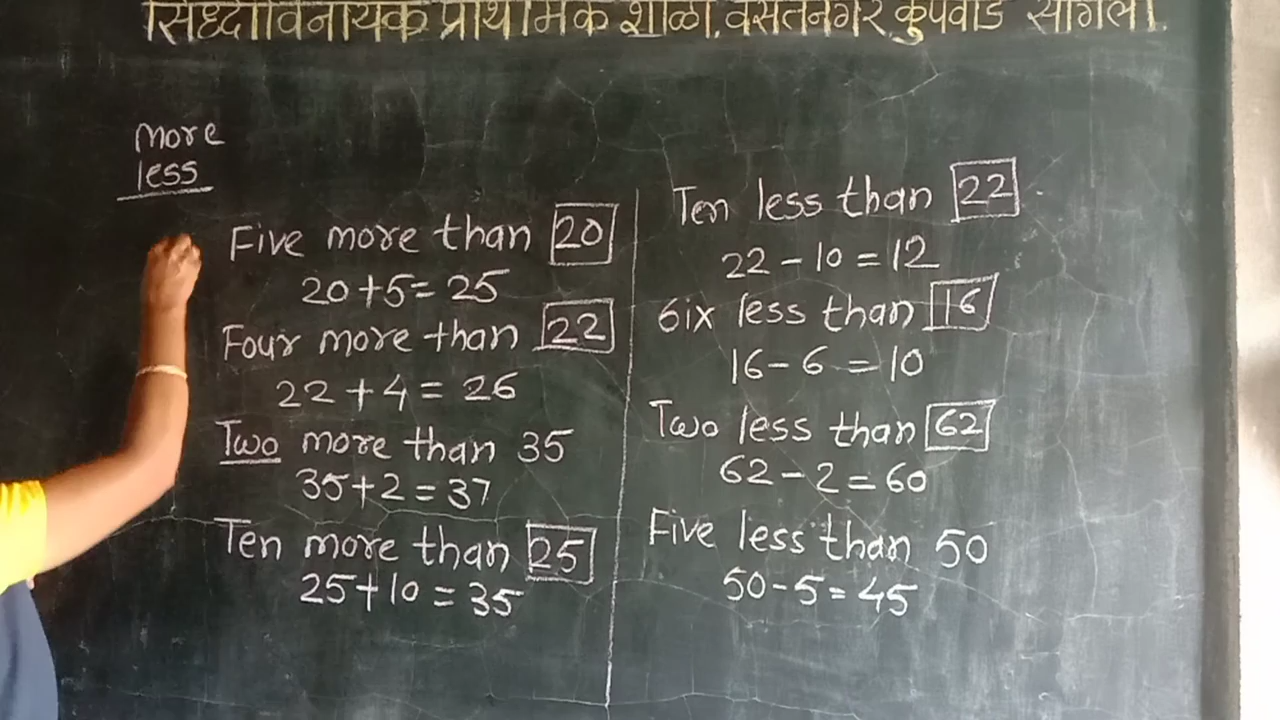 सिध्दीविनायक प्राथमिक शाळा, वसंतनगर, कुपवाड सांगली.
more
less
Five more than 20
20+5=25
Four more than 22
22+4=26
Two more than 35
35+2=37
Ten more than 25
25+10=35
Ten less than 22
22-10=12
6ix less than 16
16-6=10
Two less than 62
62-2=60
Five less than 50
50-5=45